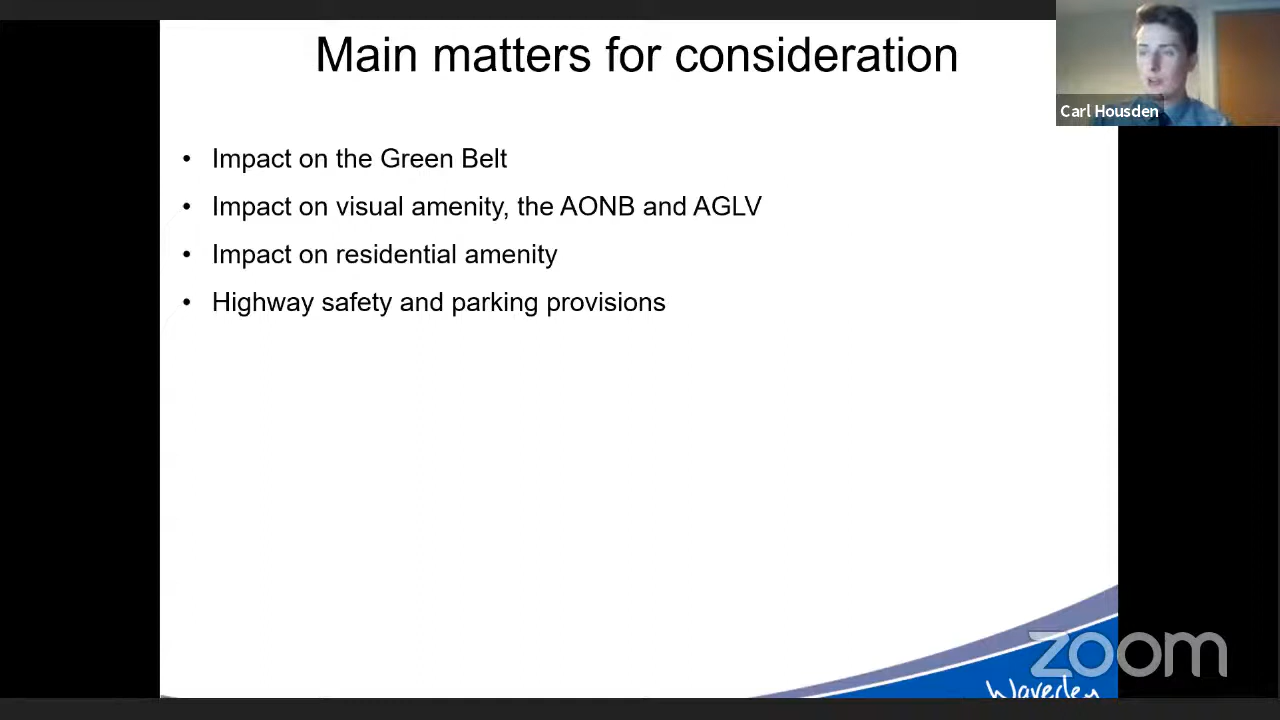 Main matters for consideration
Carl Housden
• Impact on the Green Belt
• Impact on visual amenity, the AONB and AGLV
• Impact on residential amenity
• Highway safety and parking provisions
zoom
Waverley